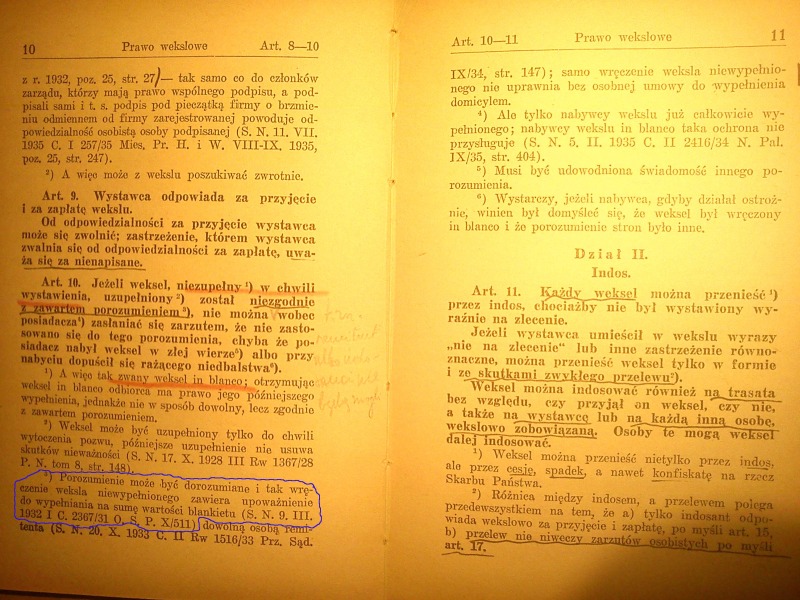 10 Prawo wekslowe Art. 8—10
z r. 1932, poz. 25, str. 27/— tak samo co do członków
zarządu, którzy mają prawo wspólnego podpisu, a pod-
pisali sami i t. s. podpis pod pieczątką firmy o brzmie-
niu odmiennem od firmy zarejestrowanej powoduje od-
powiedzialność osobistą osoby podpisanej (S. N. 11. VII.
1935 C. I 257/35 Mies. Pr. H. i W. VIII-IX. 1935,
poz. 25, str. 247).
²) A więc może z wekslu poszukiwać zwrotnie.
Art. 9. Wystawca odpowiada za przyjęcie
i za zapłatę wekslu.
Od odpowiedzialności za przyjęcie wystawca
może się zwolnić; zastrzeżenie, którem wystawca
zwalnia się od odpowiedzialności za zapłatę, uwa-
ża się za nienapisane.
Art. 10. Jeżeli weksel, niezupełny ¹) w chwili
wystawienia, uzupełniony ²) został niezgodnie
z zawartem porozumieniem ³), nie można wobec
posiadacza⁴) zasłaniać się zarzutem, że nie zasto-
sowano się do tego porozumienia, chyba że po-
siadacz nabył weksel w złej wierze⁵) albo przy
nabyciu dopuścił się rażącego niedbalstwa⁶).
¹) A więc tak zwany weksel in blanco; otrzymując
weksel in blanco odbiorca ma prawo jego późniejszego
wypełnienia, jednakże nie w sposób dowolny, lecz zgodnie
z zawartem porozumieniem.
²) Weksel może być uzupełniony tylko do chwili
wytoczenia pozwu, późniejsze uzupełnienie nie usuwa
skutków nieważności (S. N. 17. X. 1928 III Rw 1367/28
P. N. tom 8, str. 148).
³) Porozumienie może być dorozumiane i tak wrę-
czenie weksla niewypełnionego zawiera upoważnienie
do wypełniania na sumę wartości blankietu (S. N. 9. III.
1932 I C. 2367/31 O. S. P. X/511) dowolną osobą remi-
tenta (S. N. 20. X. 1933 C. II Rw 1516/33 Prz. Sąd.
Art. 10—11 Prawo wekslowe 11
IX/34, str. 147); samo wręczenie weksla niewypełnio-
nego nie uprawnia bez osobnej umowy do wypełnienia
domicylem.
⁴) Ale tylko nabywcy wekslu już całkowicie wy-
pełnionego; nabywcy wekslu in blanco taka ochrona nie
przysługuje (S. N. 5. II. 1935 C. II 2416/34 N. Pal.
IX/35, str. 404).
⁵) Musi być udowodniona świadomość innego po-
rozumienia.
⁶) Wystarczy, jeżeli nabywca, gdyby działał ostroż-
nie, winien był domyśleć się, że weksel był wręczony
in blanco i że porozumienie stron było inne.
Dział II.
Indos.
Art. 11. Każdy weksel można przenieść ¹)
przez indos, chociażby nie był wystawiony wy-
raźnie na zlecenie.
Jeżeli wystawca umieścił w wekslu wyrazy
„nie na zlecenie" lub inne zastrzeżenie równo-
znaczne, można przenieść weksel tylko w formie
i ze skutkami zwykłego przelewu²).
Weksel można indosować również na trasata
bez względu, czy przyjął on weksel, czy nie,
a także na wystawcę lub na każdą inną osobę,
wekslowo zobowiązaną. Osoby te mogą weksel
dalej indosować.
¹) Weksel można przenieść nietylko przez indos,
ale przez cesję, spadek, a nawet konfiskatę na rzecz
Skarbu Państwa.
²) Różnica między indosem, a przelewem polega
przedewszystkiem na tem, że a) tylko indosant odpo-
wiada wekslowo za przyjęcie i zapłatę, po myśli art. 15,
b) przelew nie niweczy zarzutów osobistych po myśli
art. 17.